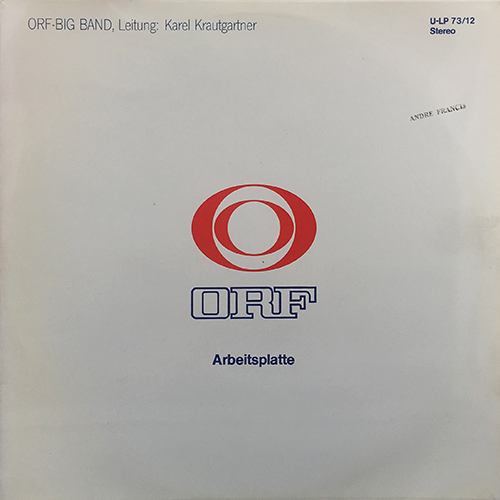 ORF-BIG BAND, Leitung: Karel Krautgartner
U-LP 73/12
Stereo
ANDRE FRANCIS
ORF
Arbeitsplatte